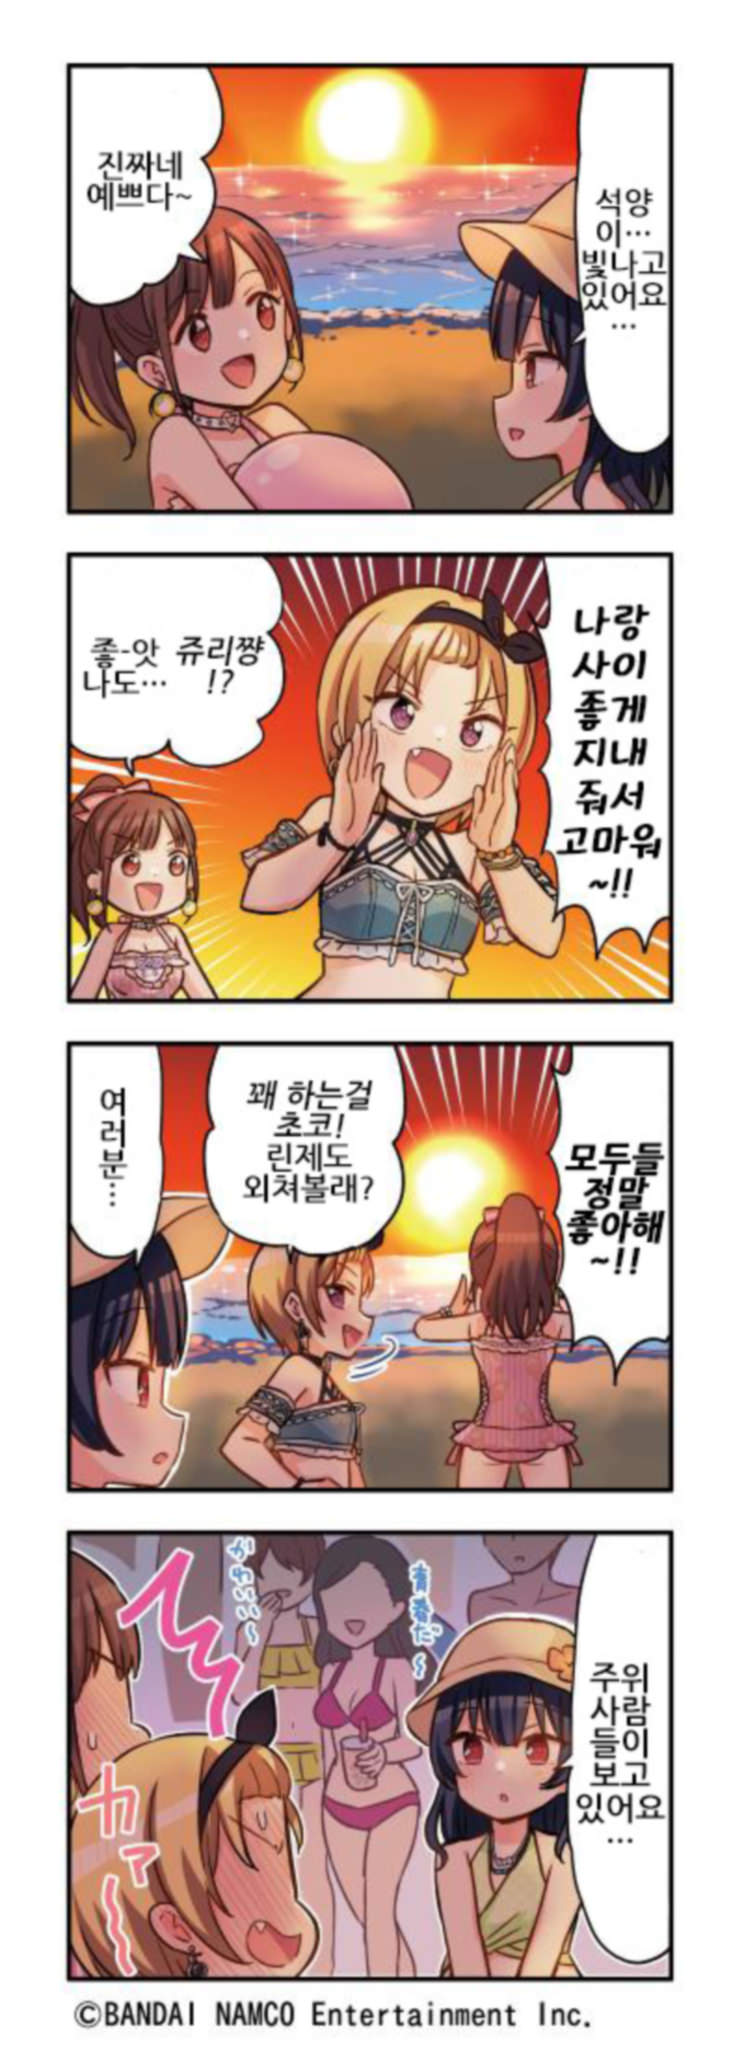 석양
이…
빛나고
있어요
…
진짜네
예쁘다~
나랑
사이
좋게
지내
줘서
고마워
~!!
쥬리쨩
!?
좋-앗
나도…
모두들
정말
좋아해
~!!
꽤 하는걸
초코!
린제도
외쳐볼래?
여러분…
주위
사람
들이
보고
있어요
…
青春だ~
かわいい~
カァ~
©BANDAI NAMCO Entertainment Inc.